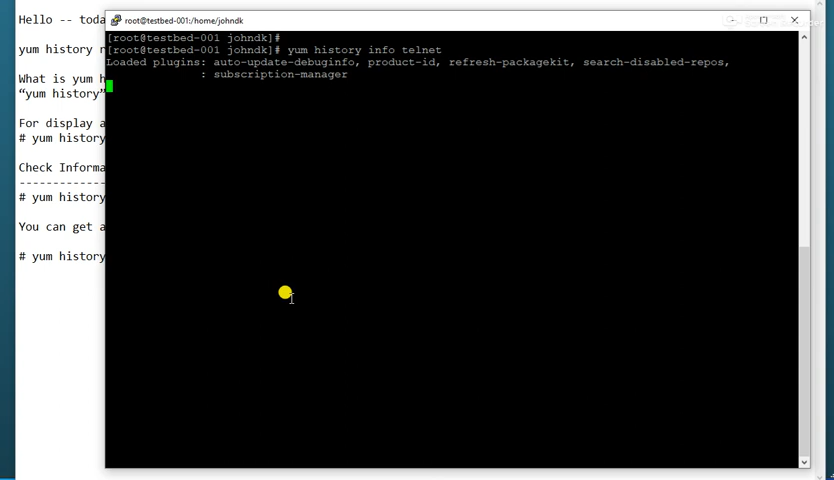 Hello -- toda
root@testbed-001:/home/johndk
yum history
What is yum h
"yum history"
For display a
# yum history
Check Informa
-------------
# yum history
You can get a
# yum history
[root@testbed-001 johndk]#
[root@testbed-001 johndk]# yum history info telnet
Loaded plugins: auto-update-debuginfo, product-id, refresh-packagekit, search-disabled-repos,
: subscription-manager